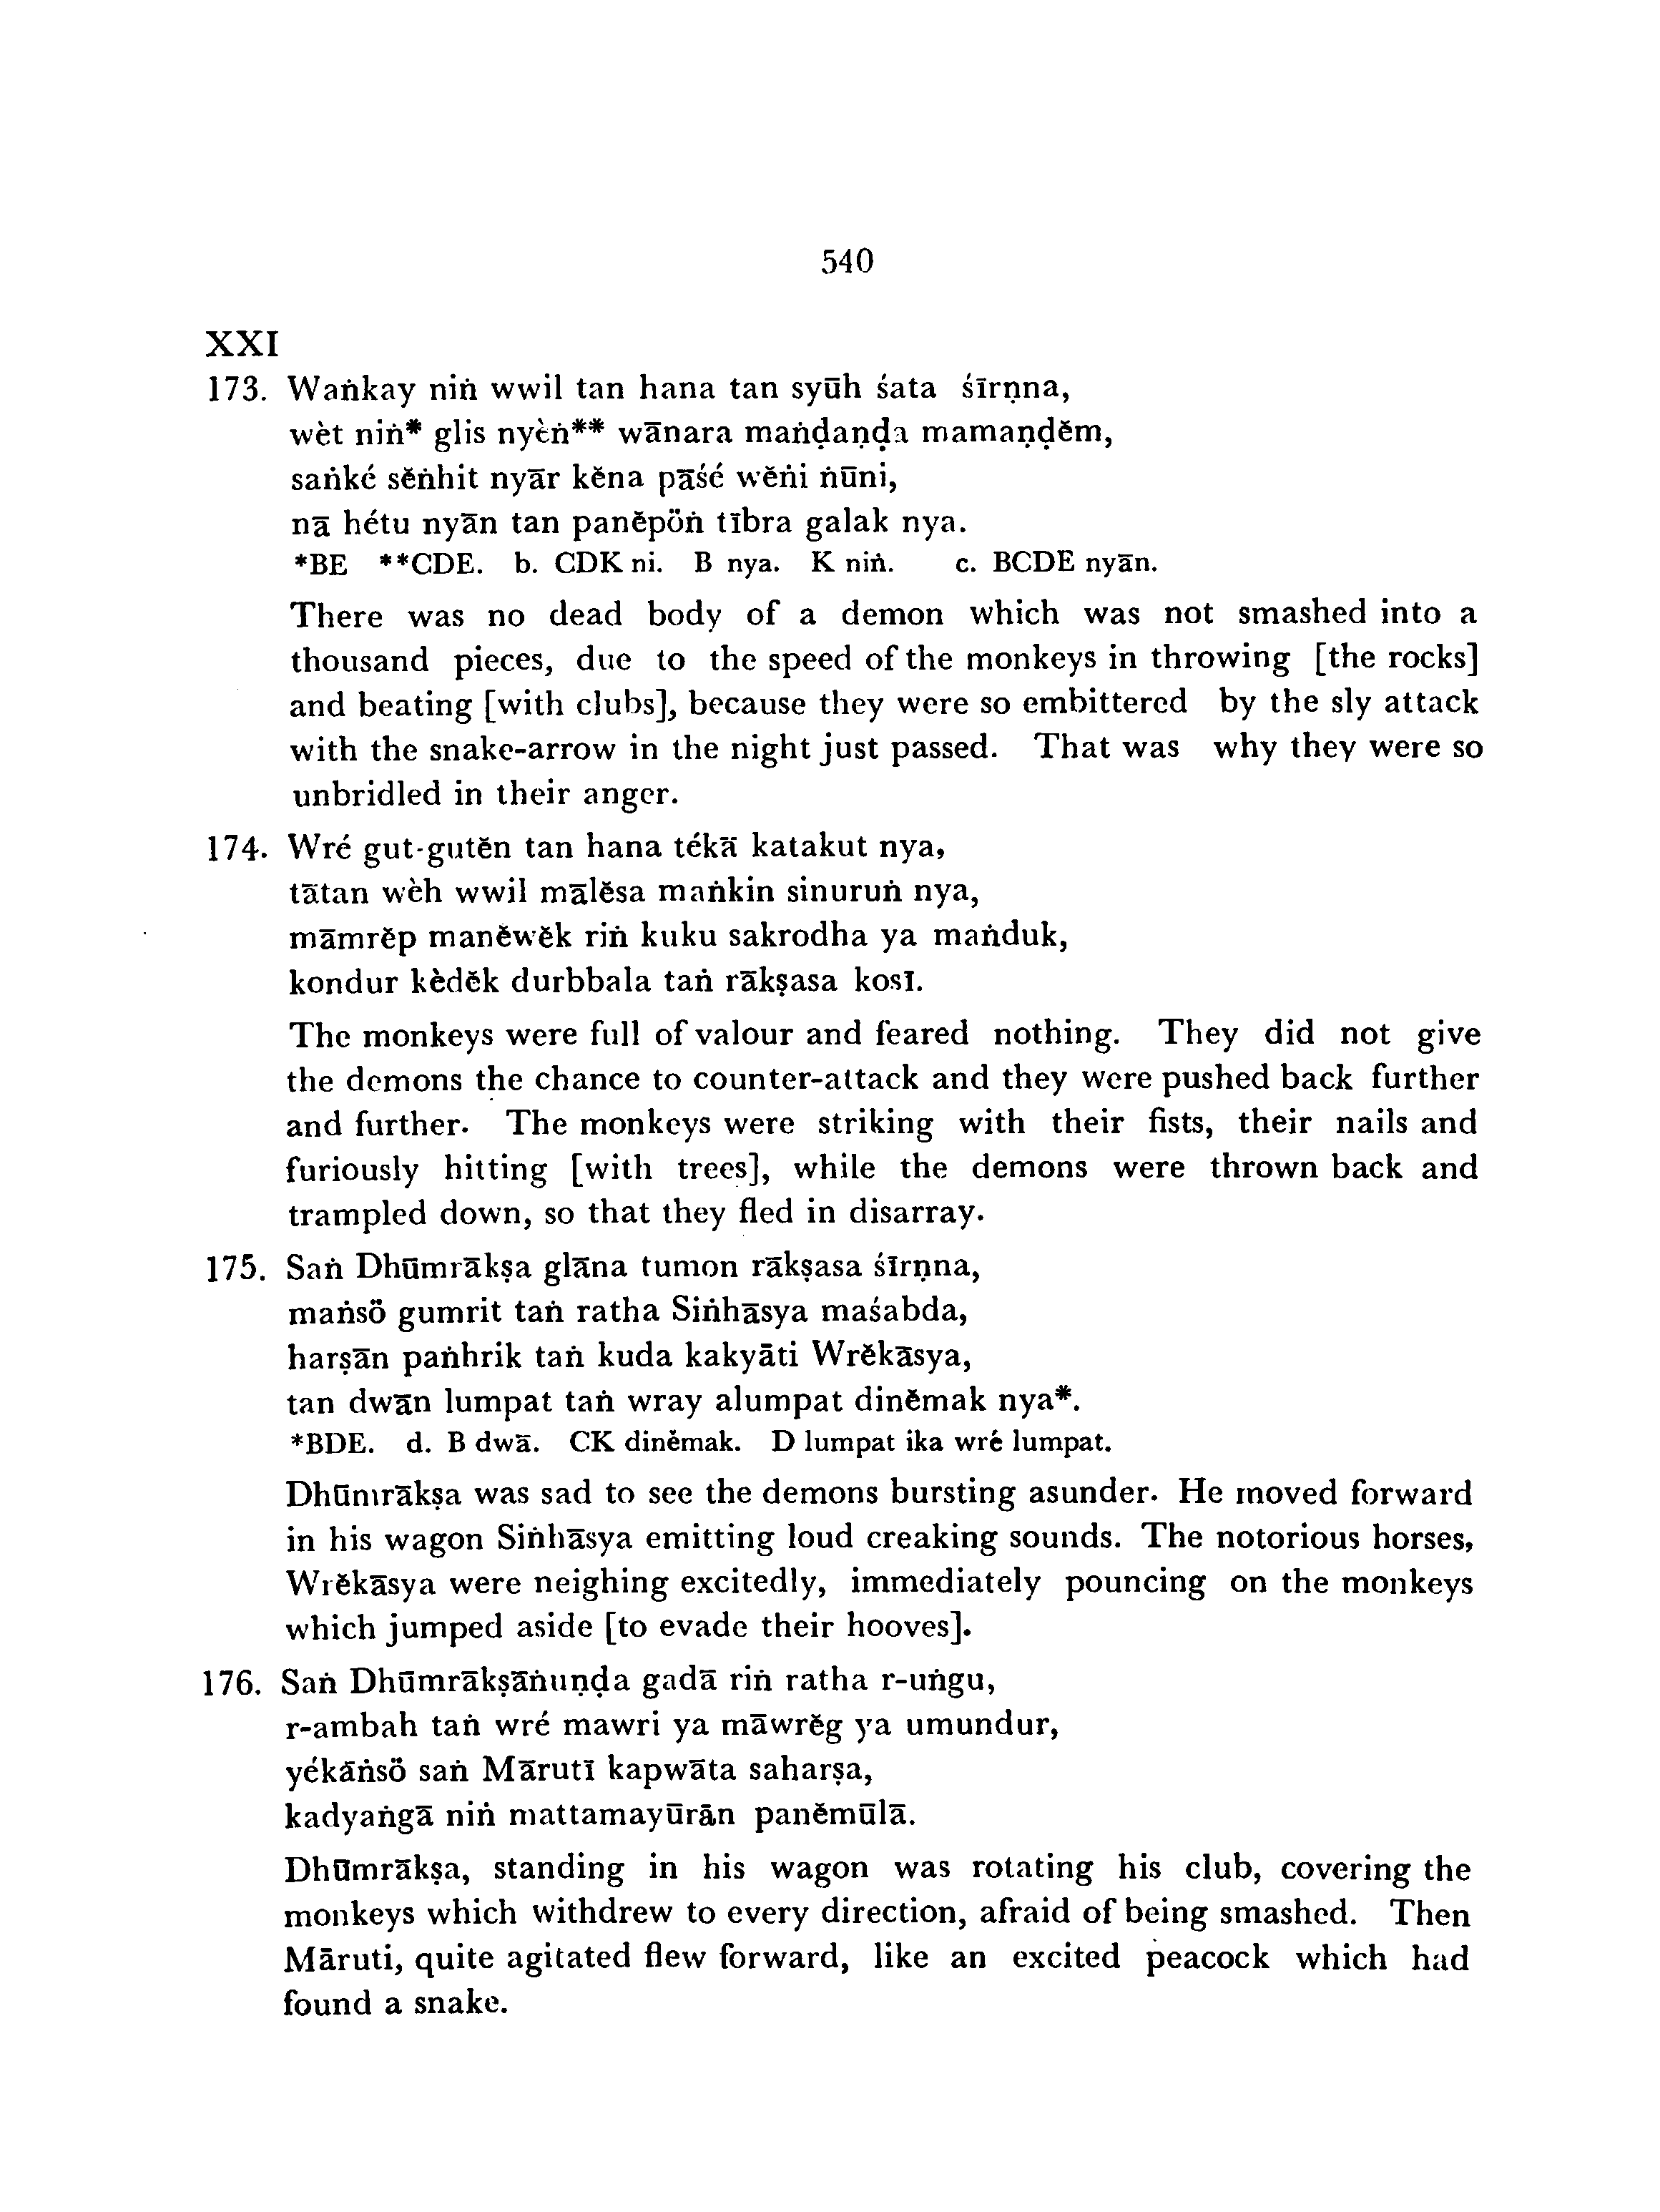 540
XXI
173. Waṅkay niṅ wwil tan hana tan syūh śata śīrṇna,
wèt niṅ* glis nyèṅ** wānara maṅḍaṇḍa mamaṇḍĕm,
saṅké sĕṅhit nyār kĕna pāśé wĕṅi ṅūni,
nā hétu nyān tan panĕpöṅ tībra galak nya.
*BE **CDE. b. CDK ni. B nya. K niṅ. c. BCDE nyān.
There was no dead body of a demon which was not smashed into a
thousand pieces, due to the speed of the monkeys in throwing [the rocks]
and beating [with clubs], because they were so embittered by the sly attack
with the snake-arrow in the night just passed. That was why they were so
unbridled in their anger.
174. Wré gut-gutĕn tan hana tékā katakut nya,
tātan wèh wwil mālĕsa maṅkin sinuruṅ nya,
māmrĕp manĕwĕk riṅ kuku sakrodha ya maṅduk,
kondur kèdĕk durbbala taṅ rākṣasa kosī.
The monkeys were full of valour and feared nothing. They did not give
the demons the chance to counter-attack and they were pushed back further
and further. The monkeys were striking with their fists, their nails and
furiously hitting [with trees], while the demons were thrown back and
trampled down, so that they fled in disarray.
175. Saṅ Dhūmrākṣa glāna tumon rākṣasa śīrṇna,
maṅsö gumrit taṅ ratha Siṅhāsya maśabda,
harṣān paṅhrik taṅ kuda kakyāti Wrĕkāsya,
tan dwān lumpat taṅ wray alumpat dinĕmak nya*.
*BDE. d. B dwā. CK dinĕmak. D lumpat ika wré lumpat.
Dhūmrākṣa was sad to see the demons bursting asunder. He moved forward
in his wagon Siṅhāsya emitting loud creaking sounds. The notorious horses,
Wrĕkāsya were neighing excitedly, immediately pouncing on the monkeys
which jumped aside [to evade their hooves].
176. Saṅ Dhūmrākṣāṅuṇḍa gadā riṅ ratha r-uṅgu,
r-ambah taṅ wré mawri ya māwrĕg ya umundur,
yékāṅsö saṅ Mārutī kapwāta saharṣa,
kadyaṅgā niṅ mattamayūrān panĕmūlā.
Dhūmrākṣa, standing in his wagon was rotating his club, covering the
monkeys which withdrew to every direction, afraid of being smashed. Then
Māruti, quite agitated flew forward, like an excited peacock which had
found a snake.